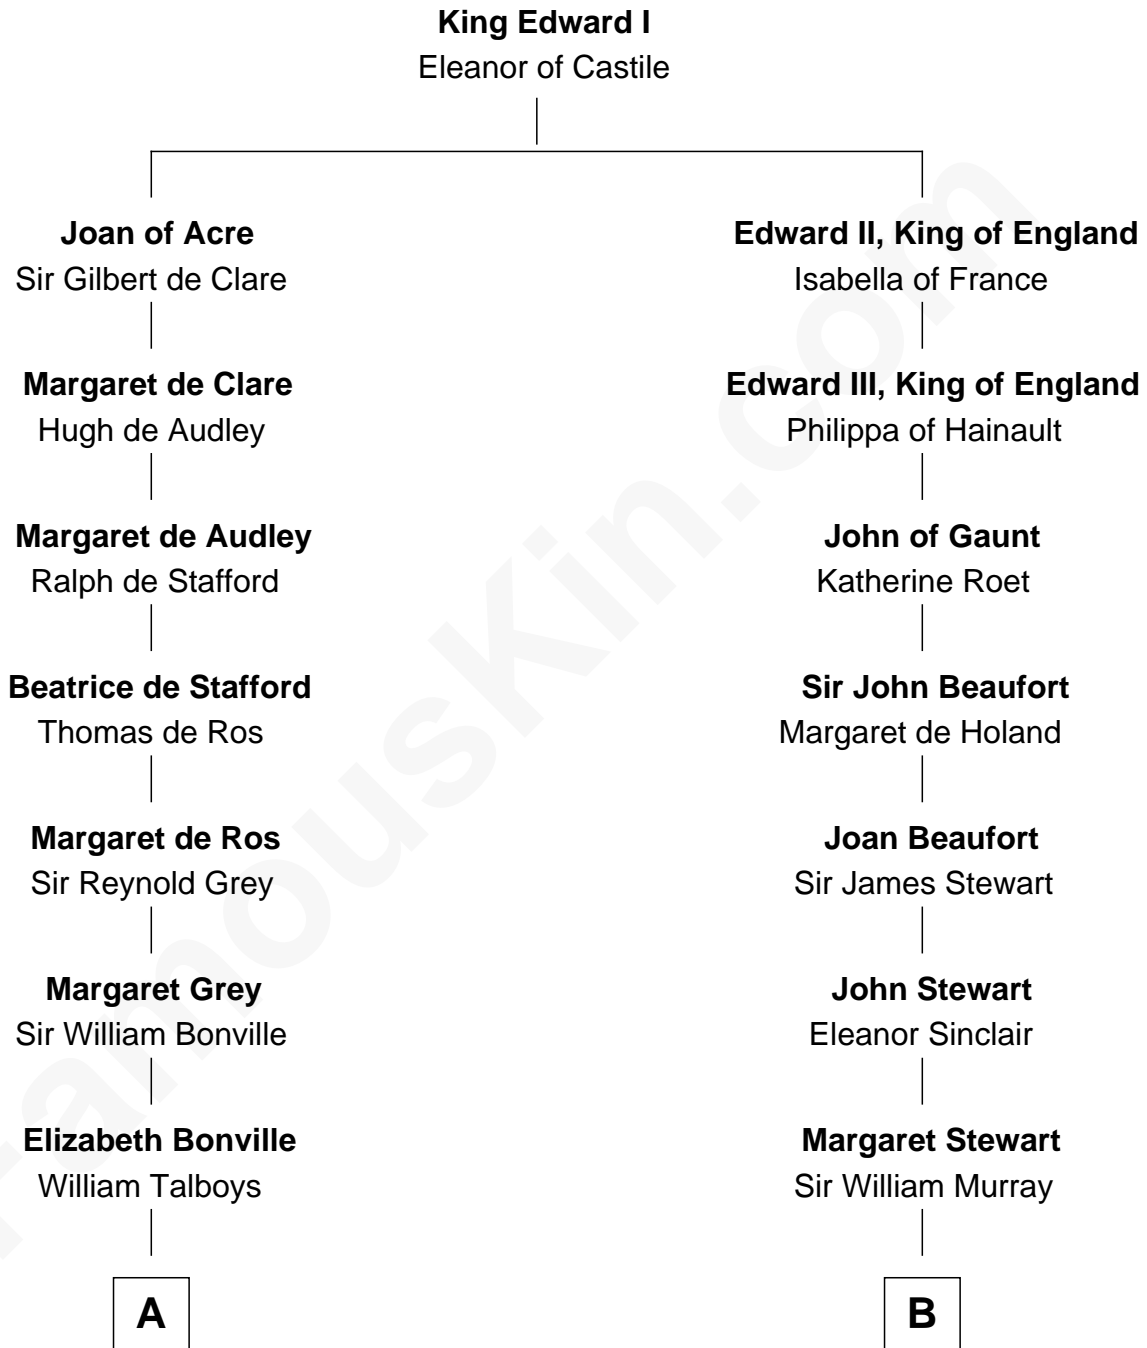 King Edward I
Eleanor of Castile
Joan of Acre
Sir Gilbert de Clare
Edward II, King of England
Isabella of France
Margaret de Clare
Hugh de Audley
Edward III, King of England
Philippa of Hainault
Margaret de Audley
Ralph de Stafford
John of Gaunt
Katherine Roet
Beatrice de Stafford
Thomas de Ros
Sir John Beaufort
Margaret de Holand
Margaret de Ros
Sir Reynold Grey
Joan Beaufort
Sir James Stewart
Margaret Grey
Sir William Bonville
John Stewart
Eleanor Sinclair
Elizabeth Bonville
William Talboys
Margaret Stewart
Sir William Murray
A
B
FamousKin.com